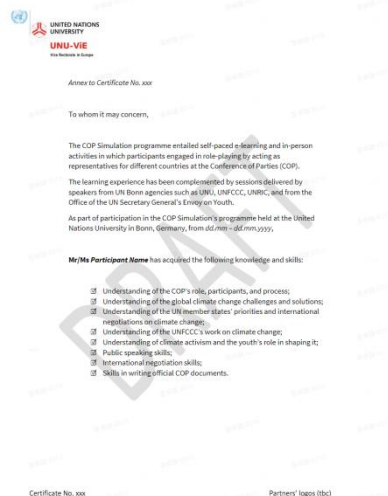 UNITED NATIONS
UNIVERSITY
UNU-ViE
Vice Rectorate in Europe
Annex to Certificate No. xxx
To whom it may concern,
The COP Simulation programme entailed self-paced e-learning and in-person
activities in which participants engaged in role-playing by acting as
representatives for different countries at the Conference of Parties (COP).
The learning experience has been complemented by sessions delivered by
speakers from UN Bonn agencies such as UNU, UNFCCC, UNRIC, and from the
Office of the UN Secretary General's Envoy on Youth.
As part of participation in the COP Simulation's programme held at the United
Nations University in Bonn, Germany, from dd.mm – dd.mm.yyyy,
Mr/Ms Participant Name has acquired the following knowledge and skills:
Understanding of the COP's role, participants, and process;
Understanding of the global climate change challenges and solutions;
Understanding of the UN member states' priorities and international
negotiations on climate change;
Understanding of the UNFCCC's work on climate change;
Understanding of climate activism and the youth's role in shaping it;
Public speaking skills;
International negotiation skills;
Skills in writing official COP documents.
DRAFT
Certificate No. xxx
Partners' logos (tbc)